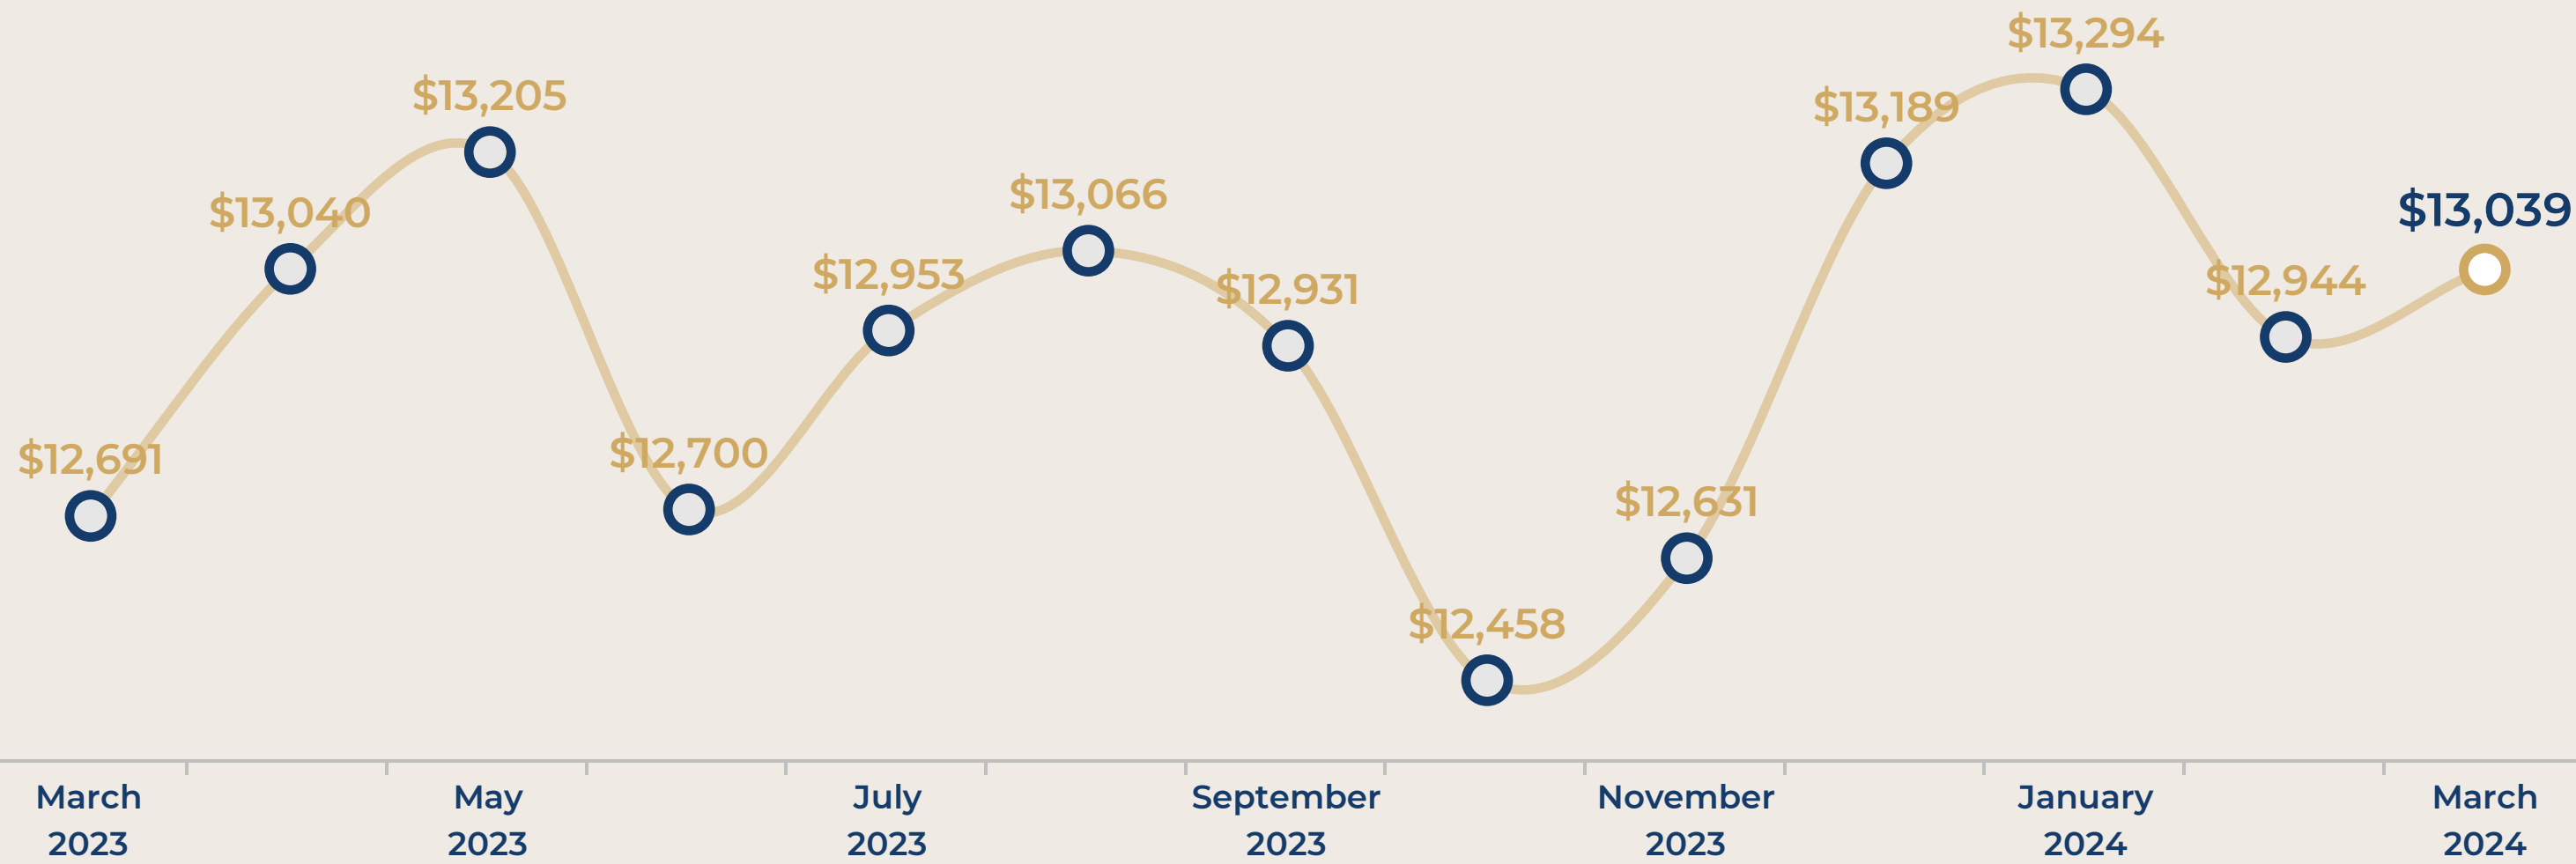 $12,691
$13,040
$13,205
$12,700
$12,953
$13,066
$12,931
$12,458
$12,631
$13,189
$13,294
$12,944
$13,039
March
2023
May
2023
July
2023
September
2023
November
2023
January
2024
March
2024